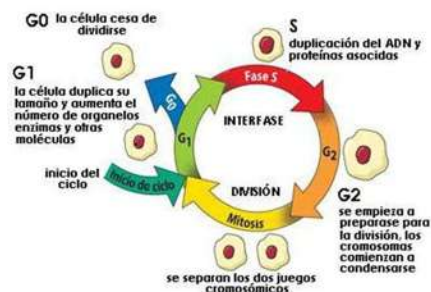 G0 la célula cesa de
dividirse
S
duplicación del ADN y
proteínas asocidas
G1
la célula duplica su
tamaño y aumenta el
número de organelos
enzimas y otras
moléculas
G0
Fase S
INTERFASE
G1
G2
inicio del
ciclo
Inicio de ciclo
DIVISIÓN
Mitosis
G2
se empieza a
prepararse para
la división, los
cromosomas
comienzan a
condensarse
se separan los dos juegos
cromosómicos